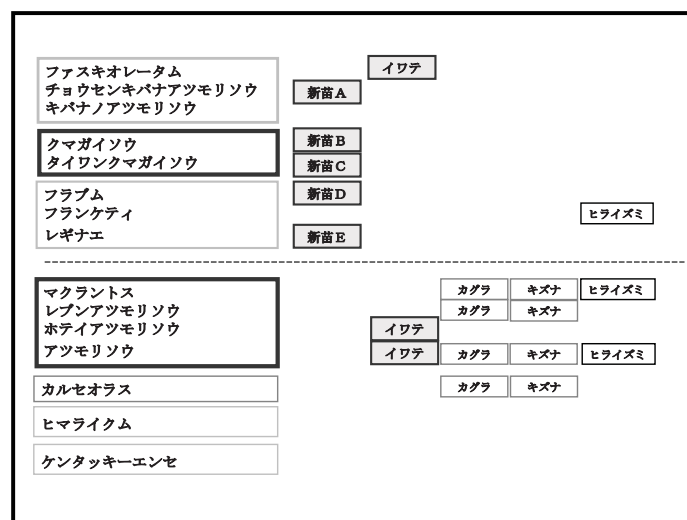 ファスキオレータム イワテ
チョウセンキバナアツモリソウ 新苗A
キバナノアツモリソウ
クマガイソウ 新苗B
タイワンクマガイソウ 新苗C
フラブム 新苗D
フランケティ ヒライズミ
レギナエ 新苗E
マクラントス カグラ キズナ ヒライズミ
レブンアツモリソウ カグラ キズナ
ホテイアツモリソウ イワテ
アツモリソウ イワテ カグラ キズナ ヒライズミ
カルセオラス カグラ キズナ
ヒマライクム
ケンタッキーエンセ